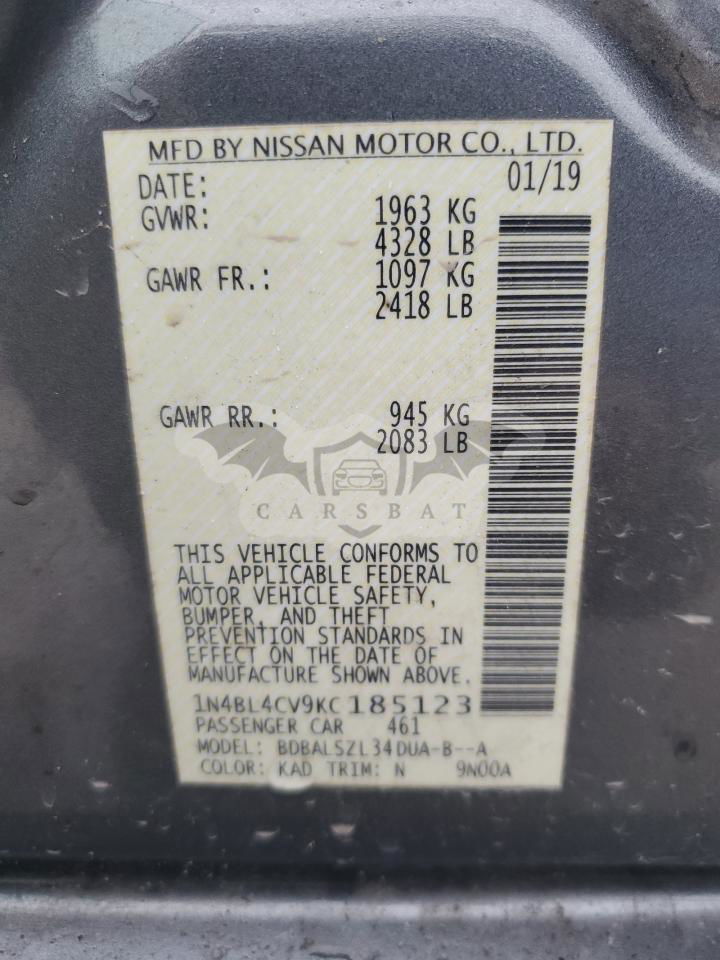 MFD BY NISSAN MOTOR CO., LTD.
DATE: 01/19
GVWR: 1963 KG
4328 LB
GAWR FR.: 1097 KG
2418 LB
GAWR RR.: 945 KG
2083 LB
CARSBAT
THIS VEHICLE CONFORMS TO
ALL APPLICABLE FEDERAL
MOTOR VEHICLE SAFETY,
BUMPER, AND THEFT
PREVENTION STANDARDS IN
EFFECT ON THE DATE OF
MANUFACTURE SHOWN ABOVE.
1N4BL4CV9KC185123
PASSENGER CAR 461
MODEL: BDBALSZL34DUA-B--A
COLOR: KAD TRIM: N 9N00A